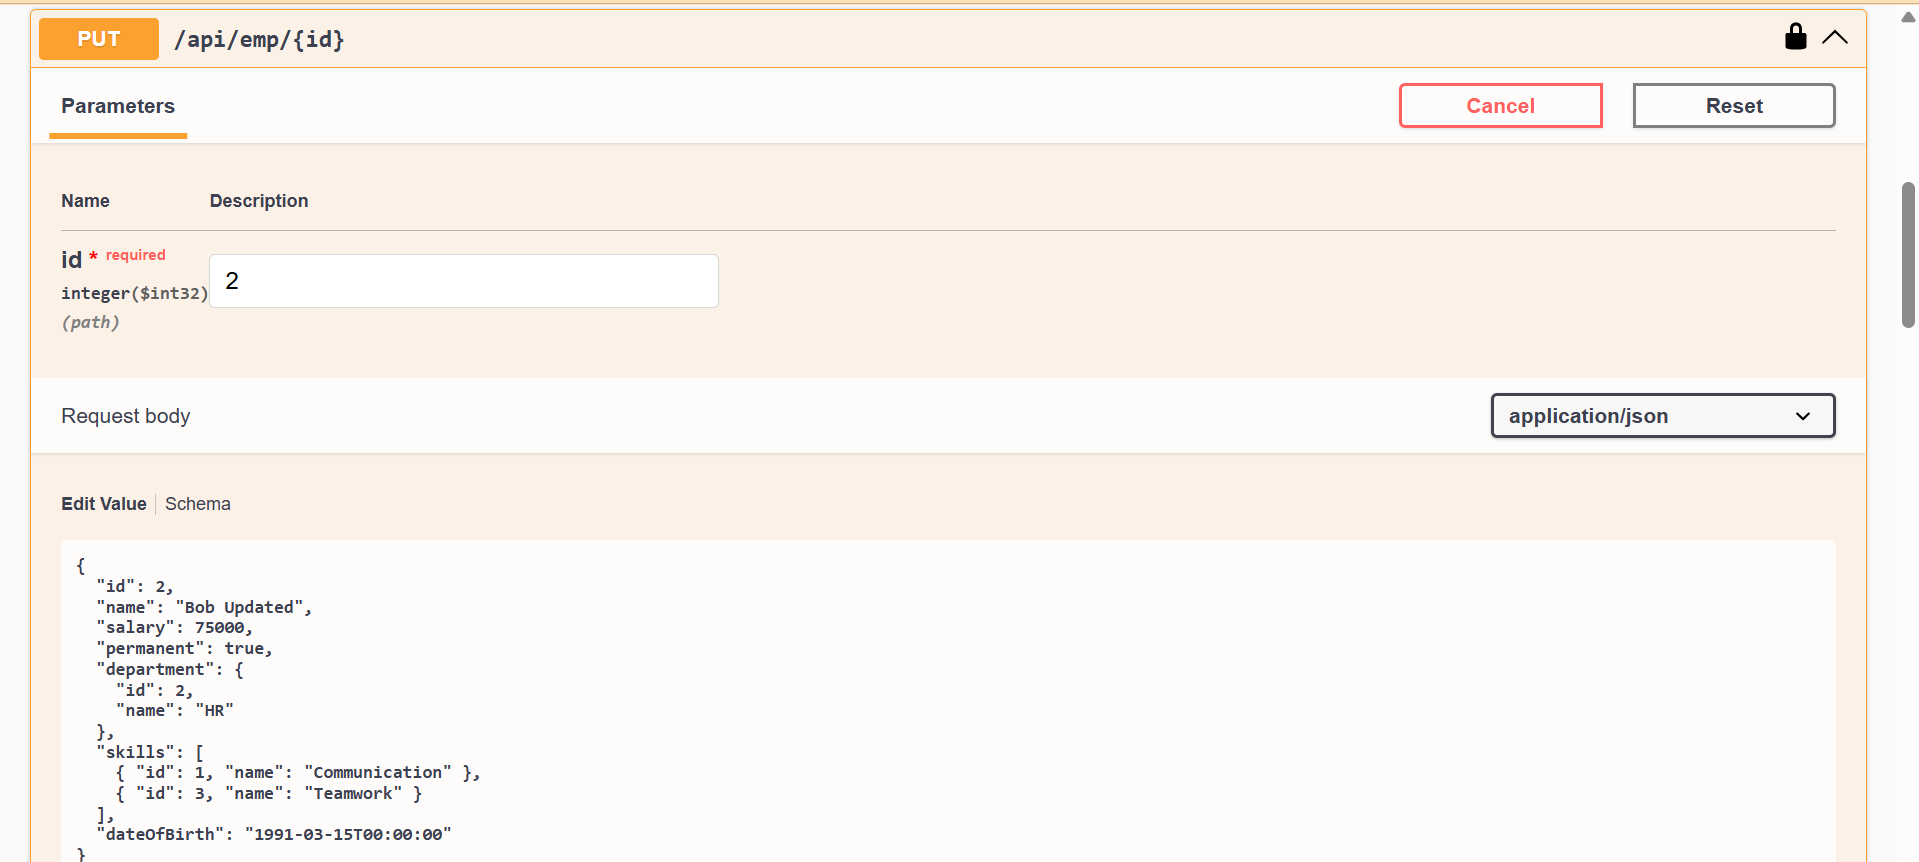 PUT /api/emp/{id}
Parameters
Cancel
Reset
Name Description
id * required
integer($int32)
(path)
2
Request body
application/json
Edit Value Schema
{
  "id": 2,
  "name": "Bob Updated",
  "salary": 75000,
  "permanent": true,
  "department": {
    "id": 2,
    "name": "HR"
  },
  "skills": [
    { "id": 1, "name": "Communication" },
    { "id": 3, "name": "Teamwork" }
  ],
  "dateOfBirth": "1991-03-15T00:00:00"
}